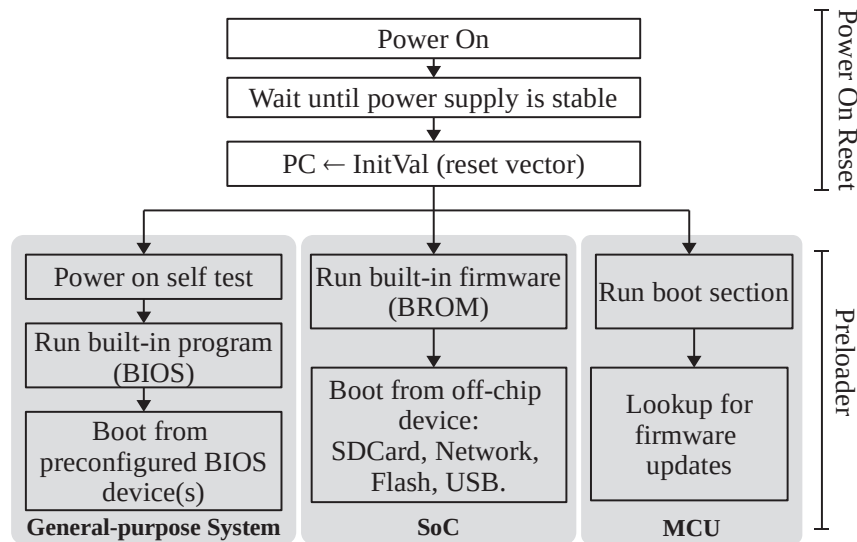 Power On
Wait until power supply is stable
PC ← InitVal (reset vector)
Power On Reset
Power on self test
Run built-in program
(BIOS)
Boot from
preconfigured BIOS
device(s)
General-purpose System
Run built-in firmware
(BROM)
Boot from off-chip
device:
SDCard, Network,
Flash, USB.
SoC
Run boot section
Lookup for
firmware
updates
MCU
Preloader